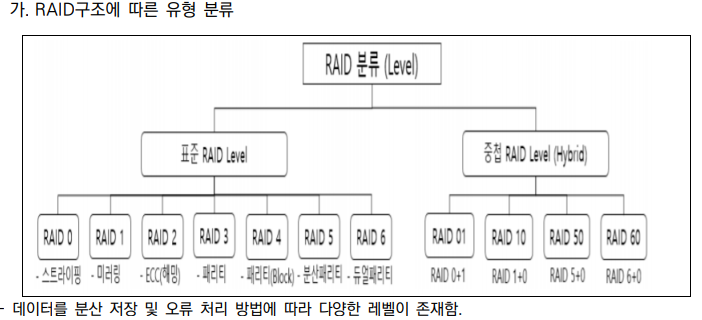 가. RAID구조에 따른 유형 분류
RAID 분류 (Level)
표준 RAID Level
중첩 RAID Level (Hybrid)
RAID 0 RAID 1 RAID 2 RAID 3 RAID 4 RAID 5 RAID 6 RAID 01 RAID 10 RAID 50 RAID 60
- 스트라이핑 - 미러링 - ECC(해밍) - 패리티 - 패리티(Block) - 분산패리티 - 듀얼패리티 RAID 0+1 RAID 1+0 RAID 5+0 RAID 6+0
- 데이터를 분산 저장 및 오류 처리 방법에 따라 다양한 레벨이 존재함.